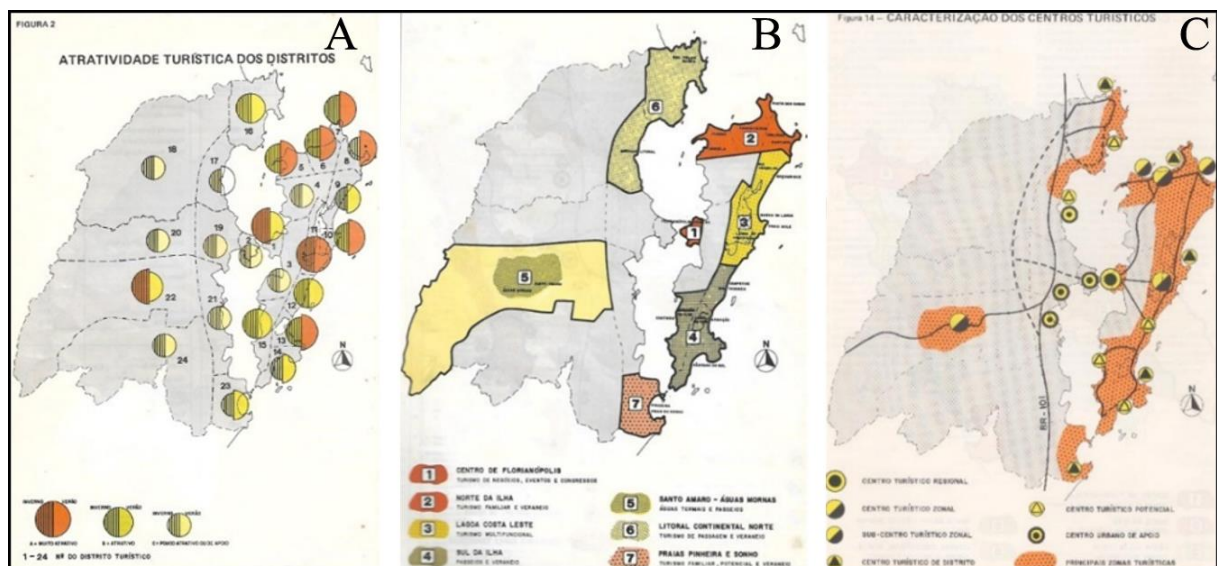 FIGURA 2
A
ATRATIVIDADE TURÍSTICA DOS DISTRITOS
16
7
18
17
5
6
8
4
9
20
19
2
1
11
10
3
22
21
12
15
13
14
24
23
N
INVERNO VERÃO
INVERNO VERÃO
INVERNO VERÃO
A = MUITO ATRATIVO
B = ATRATIVO
C = POUCO ATRATIVO OU DE APOIO
1-24 Nº DO DISTRITO TURÍSTICO
B
6
2
3
1
5
4
7
N
1 CENTRO DE FLORIANÓPOLIS
TURISMO DE NEGÓCIOS, EVENTOS E CONGRESSOS
2 NORTE DA ILHA
TURISMO FAMILIAR E VERANEIO
3 LAGOA COSTA LESTE
TURISMO MULTIFUNCIONAL
4 SUL DA ILHA
PASSEIOS E VERANEIO
5 SANTO AMARO - ÁGUAS MORNAS
ÁGUAS TERMAIS E PASSEIOS
6 LITORAL CONTINENTAL NORTE
TURISMO DE PASSAGEM E VERANEIO
7 PRAIAS PINHEIRA E SONHO
TURISMO FAMILIAR, POTENCIAL E VERANEIO
Figura 14 – CARACTERIZAÇÃO DOS CENTROS TURÍSTICOS
C
BR-101
N
CENTRO TURÍSTICO REGIONAL
CENTRO TURÍSTICO ZONAL
SUB-CENTRO TURÍSTICO ZONAL
CENTRO TURÍSTICO DE DISTRITO
CENTRO TURÍSTICO POTENCIAL
CENTRO URBANO DE APOIO
PRINCIPAIS ZONAS TURÍSTICAS